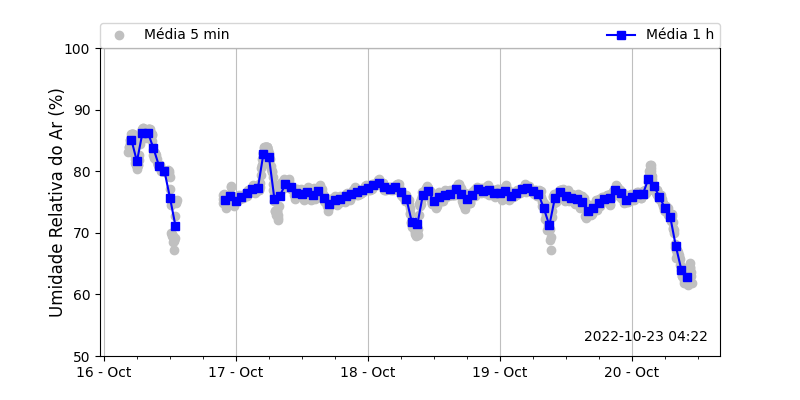 Média 5 min
Média 1 h
100
90
80
70
60
50
Umidade Relativa do Ar (%)
2022-10-23 04:22
16 - Oct
17 - Oct
18 - Oct
19 - Oct
20 - Oct